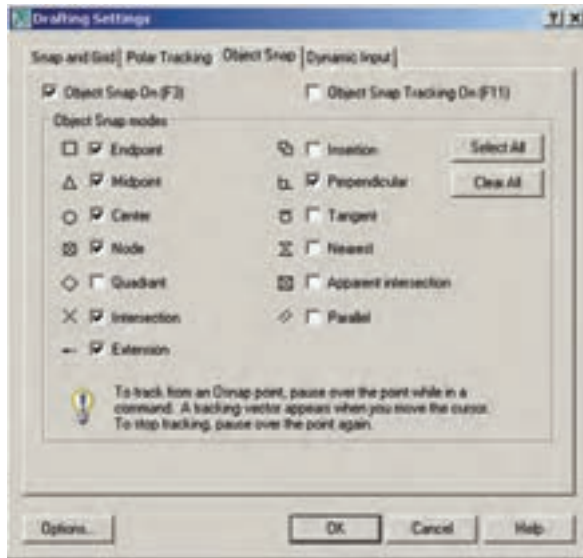 Drafting Settings
Snap and Grid Polar Tracking Object Snap Dynamic Input
Object Snap On (F3) Object Snap Tracking On (F11)
Object Snap modes
Endpoint Insertion Select All
Midpoint Perpendicular Clear All
Center Tangent
Node Nearest
Quadrant Apparent intersection
Intersection Parallel
Extension
To track from an Osnap point, pause over the point while in a
command. A tracking vector appears when you move the cursor.
To stop tracking, pause over the point again.
Options... OK Cancel Help